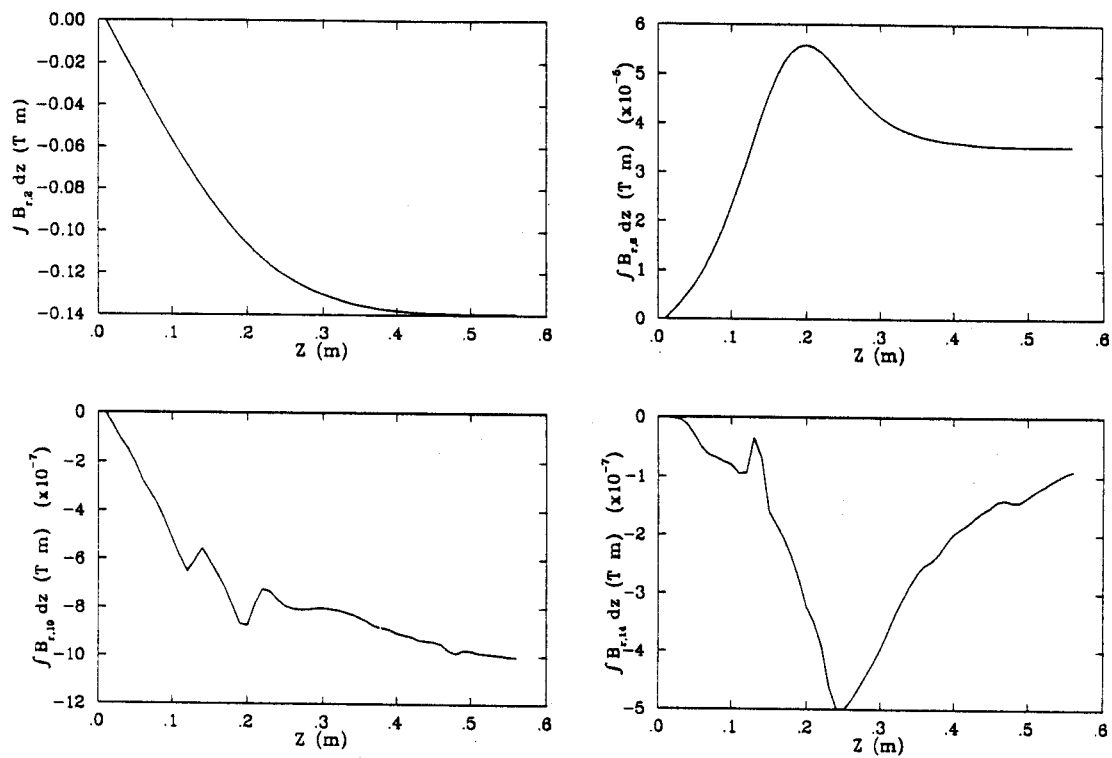 0.00
−0.02
−0.04
−0.06
−0.08
−0.10
−0.12
−0.14
∫ B_{r,2} dz (T m)
.0 .1 .2 .3 .4 .5 .6
Z (m)
6
5
4
3
2
1
0
dz (T m) (x10
.0 .1 .2 .3 .4 .5 .6
Z (m)
0
−2
−4
−6
−8
−10
−12
∫ B_{r,10} dz (T m) (x10^{−7})
.0 .1 .2 .3 .4 .5 .6
Z (m)
0
−1
−2
−3
−4
−5
∫ B_{r,14} dz (T m) (x10^{−7})
.0 .1 .2 .3 .4 .5 .6
Z (m)